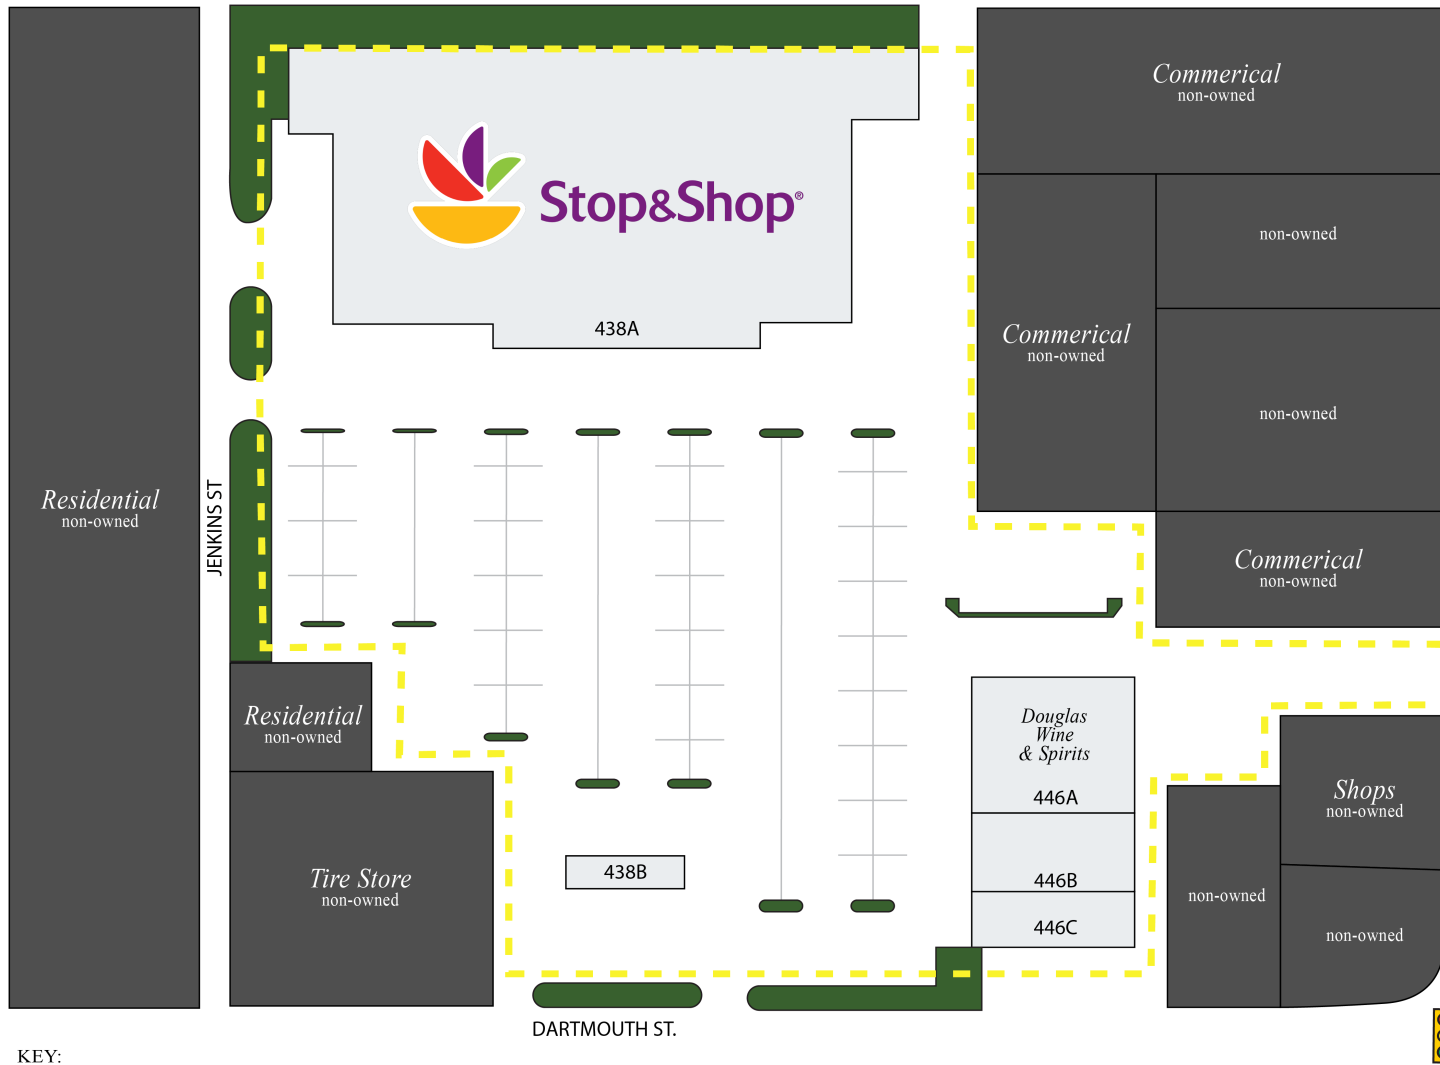 Commerical
non-owned
Stop&Shop®
non-owned
438A
Commerical
non-owned
non-owned
Residential
non-owned
JENKINS ST
Commerical
non-owned
Residential
non-owned
Douglas
Wine
& Spirits
446A
Shops
non-owned
Tire Store
non-owned
438B
446B
non-owned
446C
non-owned
DARTMOUTH ST.
KEY: